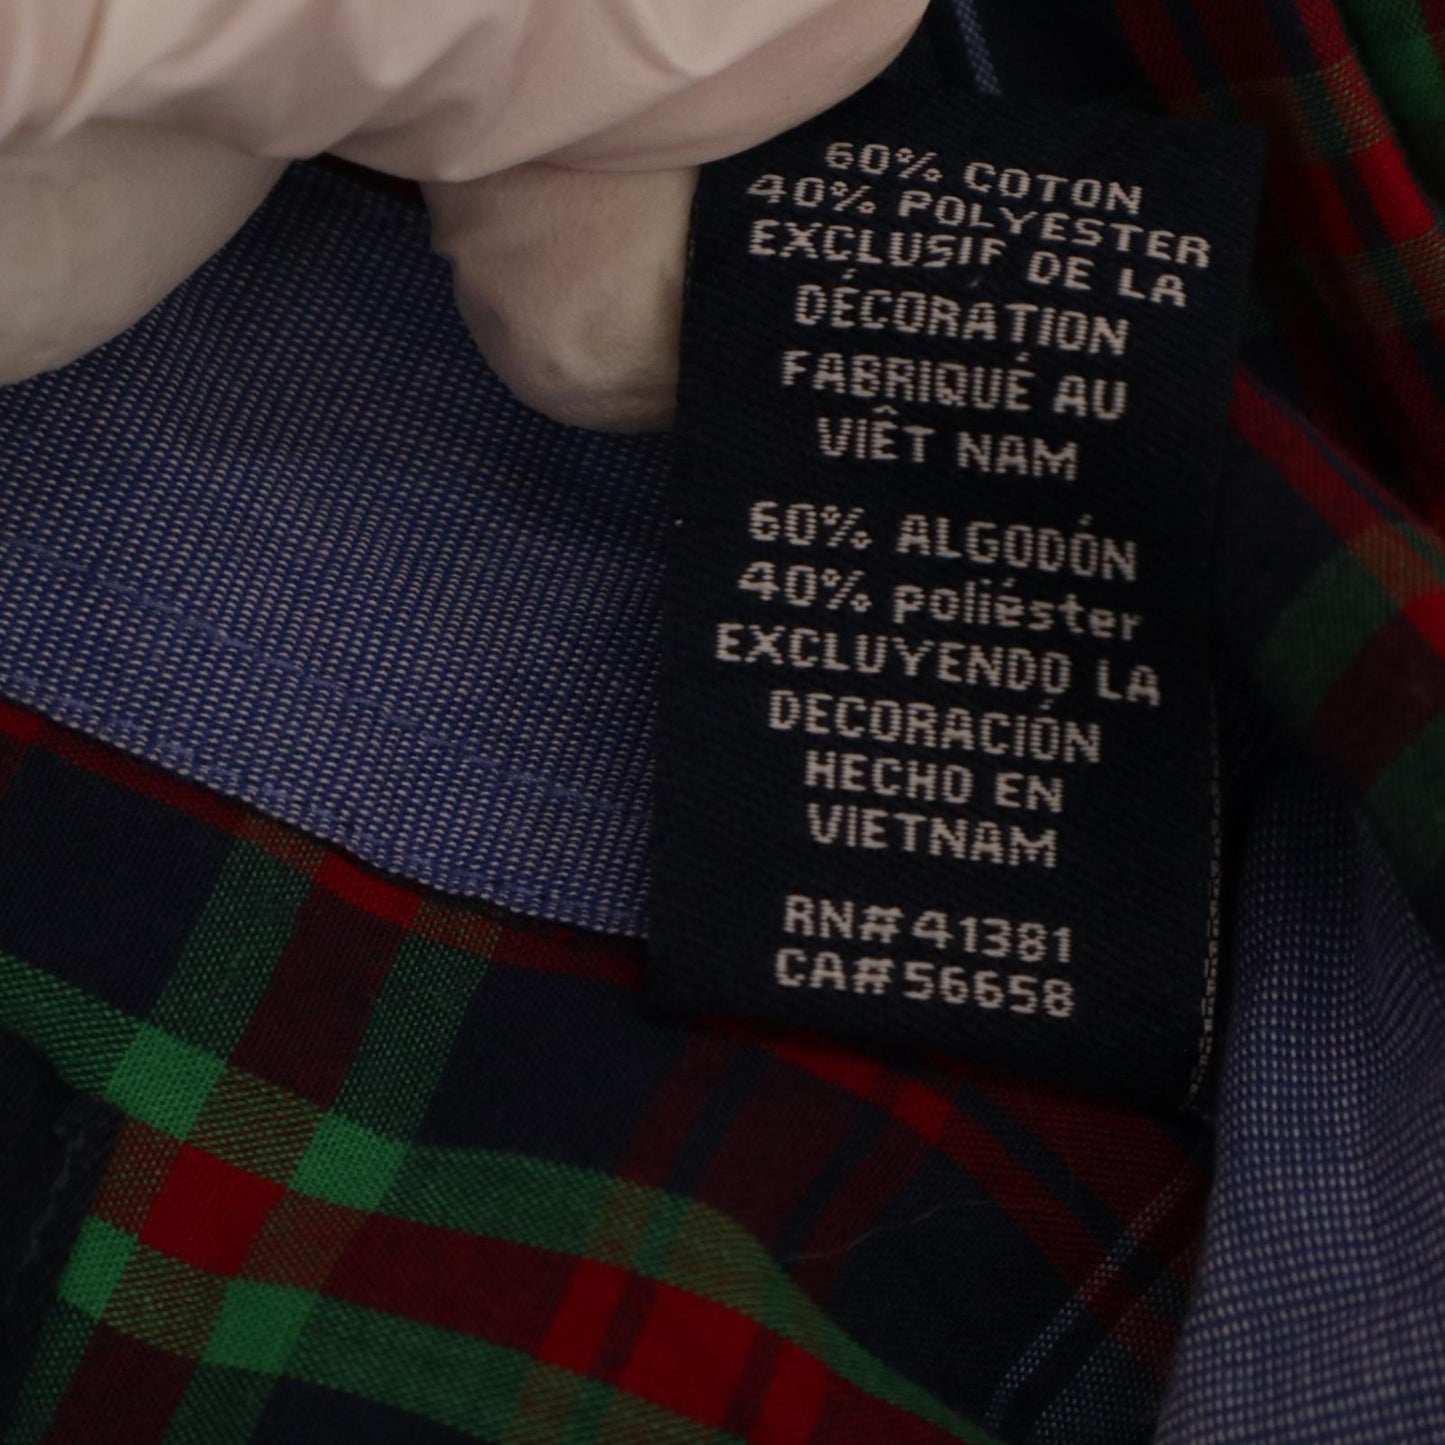 60% COTON
40% POLYESTER
EXCLUSIF DE LA
DÉCORATION
FABRIQUÉ AU
VIÊT NAM
60% ALGODÓN
40% poliéster
EXCLUYENDO LA
DECORACIÓN
HECHO EN
VIETNAM
RN#41381
CA#56658